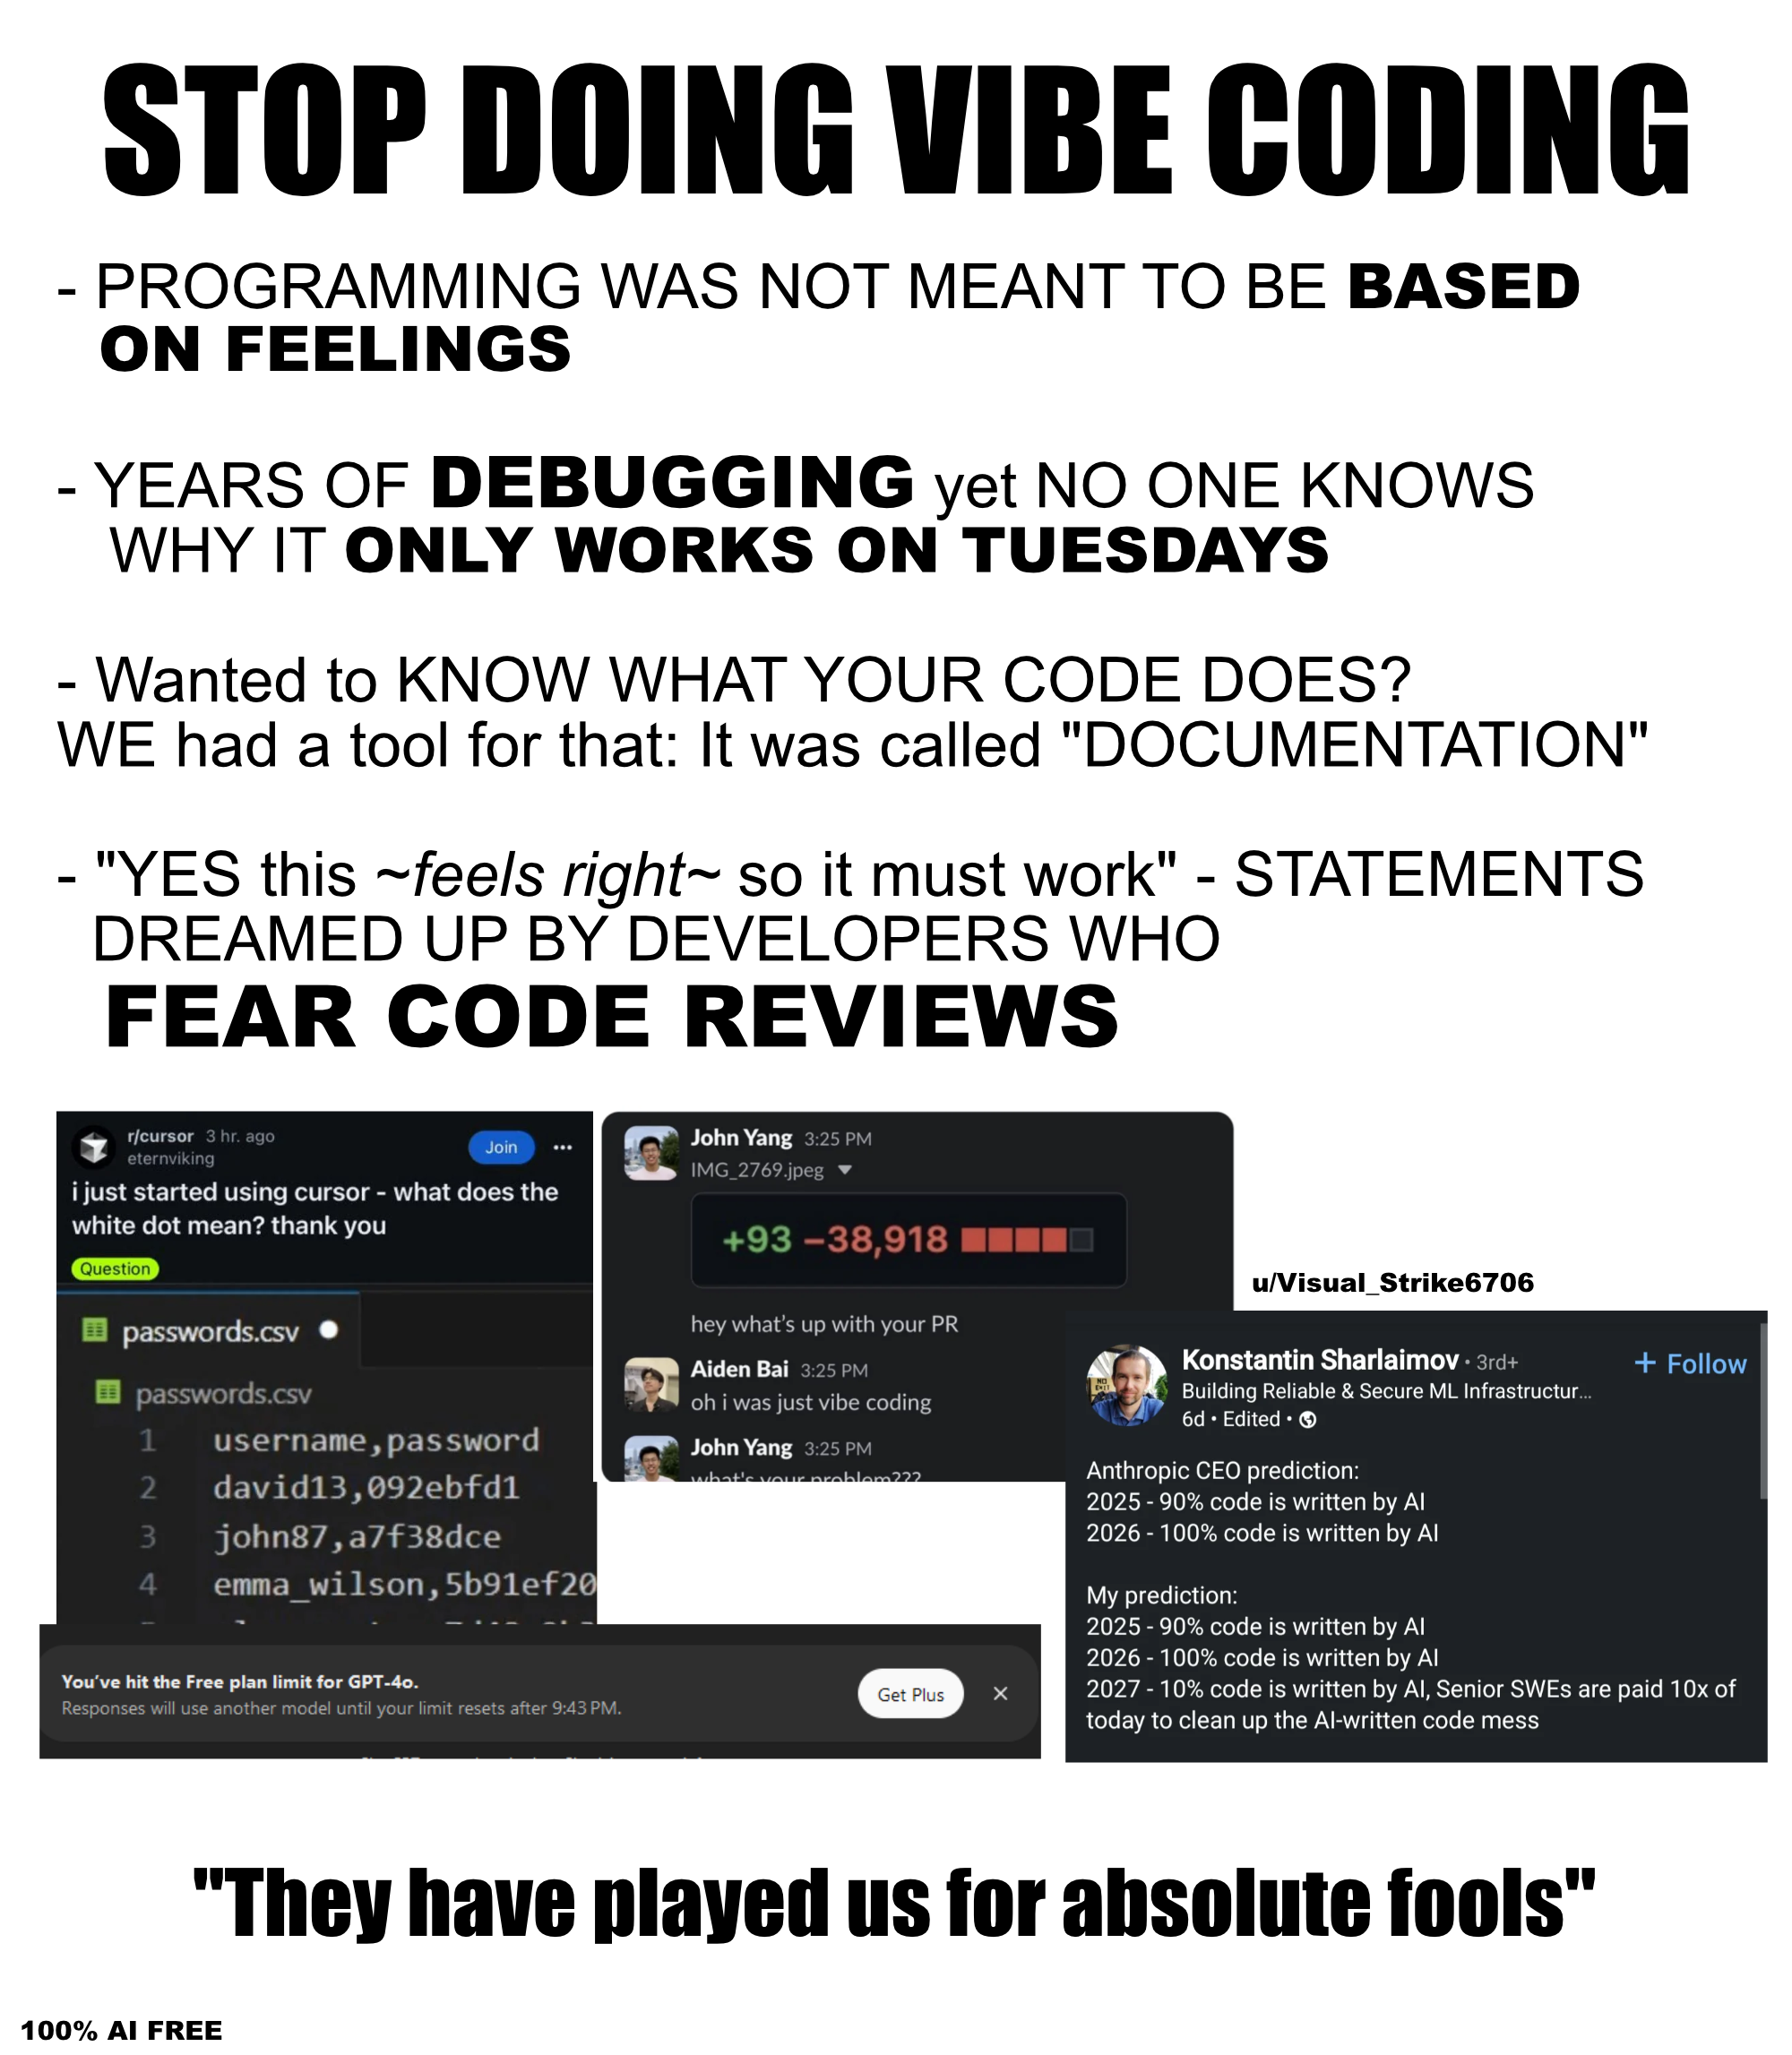 STOP DOING VIBE CODING
- PROGRAMMING WAS NOT MEANT TO BE BASED
ON FEELINGS
- YEARS OF DEBUGGING yet NO ONE KNOWS
WHY IT ONLY WORKS ON TUESDAYS
- Wanted to KNOW WHAT YOUR CODE DOES?
WE had a tool for that: It was called "DOCUMENTATION"
- "YES this ~feels right~ so it must work" - STATEMENTS
DREAMED UP BY DEVELOPERS WHO
FEAR CODE REVIEWS
r/cursor 3 hr. ago
eternviking
Join
i just started using cursor - what does the
white dot mean? thank you
Question
passwords.csv
passwords.csv
1 username,password
2 david13,092ebfd1
3 john87,a7f38dce
4 emma_wilson,5b91ef20
John Yang 3:25 PM
IMG_2769.jpeg
+93 −38,918
hey what's up with your PR
Aiden Bai 3:25 PM
oh i was just vibe coding
John Yang 3:25 PM
what's your problem???
u/Visual_Strike6706
Konstantin Sharlaimov • 3rd+
+ Follow
Building Reliable & Secure ML Infrastructur...
6d • Edited •
NO EXIT
Anthropic CEO prediction:
2025 - 90% code is written by AI
2026 - 100% code is written by AI
My prediction:
2025 - 90% code is written by AI
2026 - 100% code is written by AI
2027 - 10% code is written by AI, Senior SWEs are paid 10x of
today to clean up the AI-written code mess
You've hit the Free plan limit for GPT-4o.
Responses will use another model until your limit resets after 9:43 PM.
Get Plus
"They have played us for absolute fools"
100% AI FREE